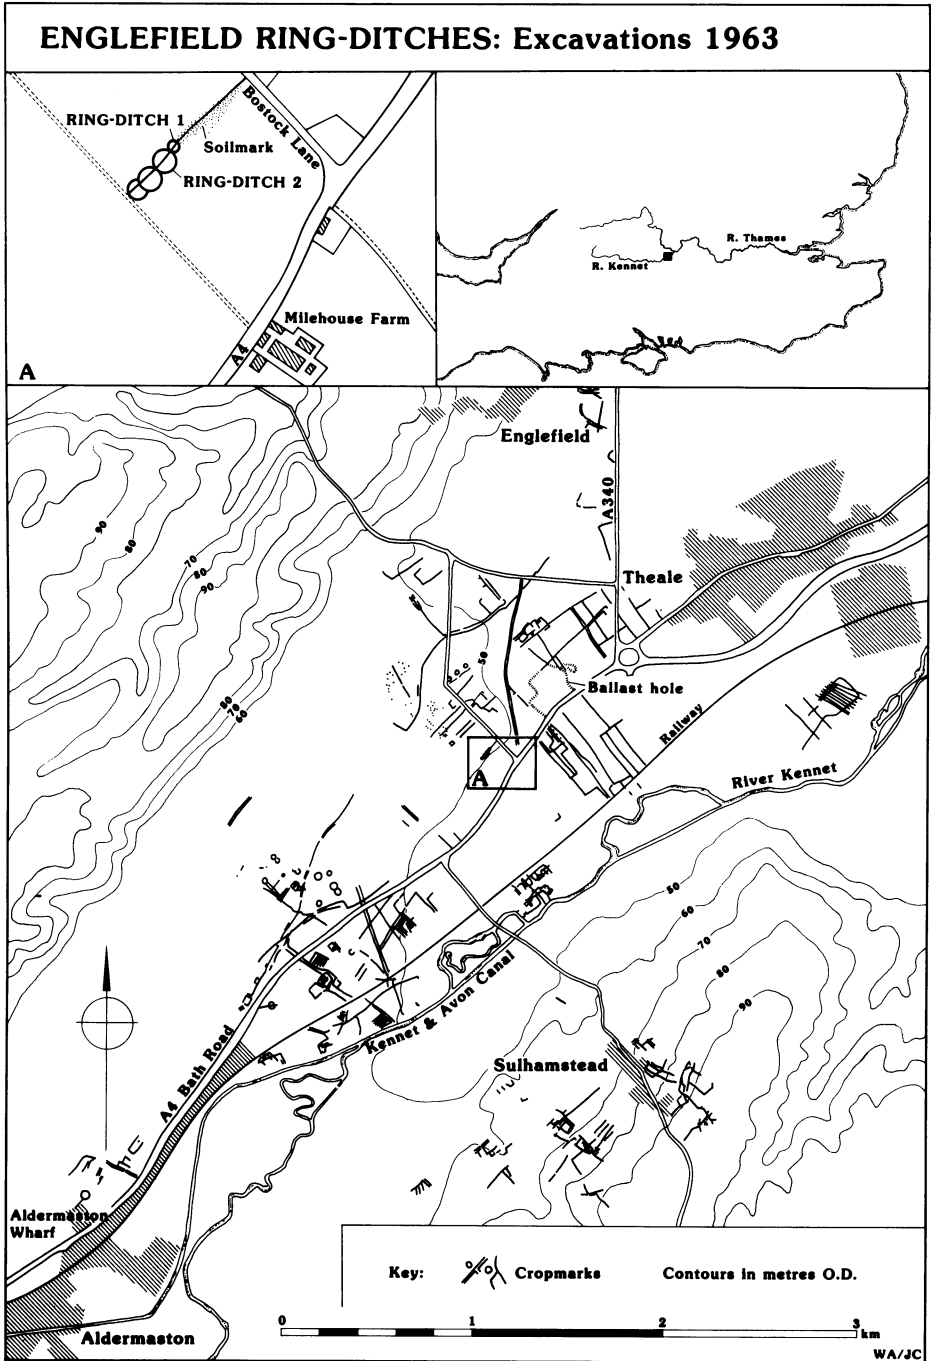 ENGLEFIELD RING-DITCHES: Excavations 1963
RING-DITCH 1
Bostock Lane
Soilmark
RING-DITCH 2
Milehouse Farm
A4
A
R. Thames
R. Kennet
Englefield
A340
Theale
90
80
70
80
90
50
Ballast hole
Railway
80
70
60
A
River Kennet
50
60
70
80
90
Kennet & Avon Canal
A4 Bath Road
Sulhamstead
Aldermaston
Wharf
Aldermaston
Key:
Cropmarks
Contours in metres O.D.
0
1
2
3
km
WA/JC